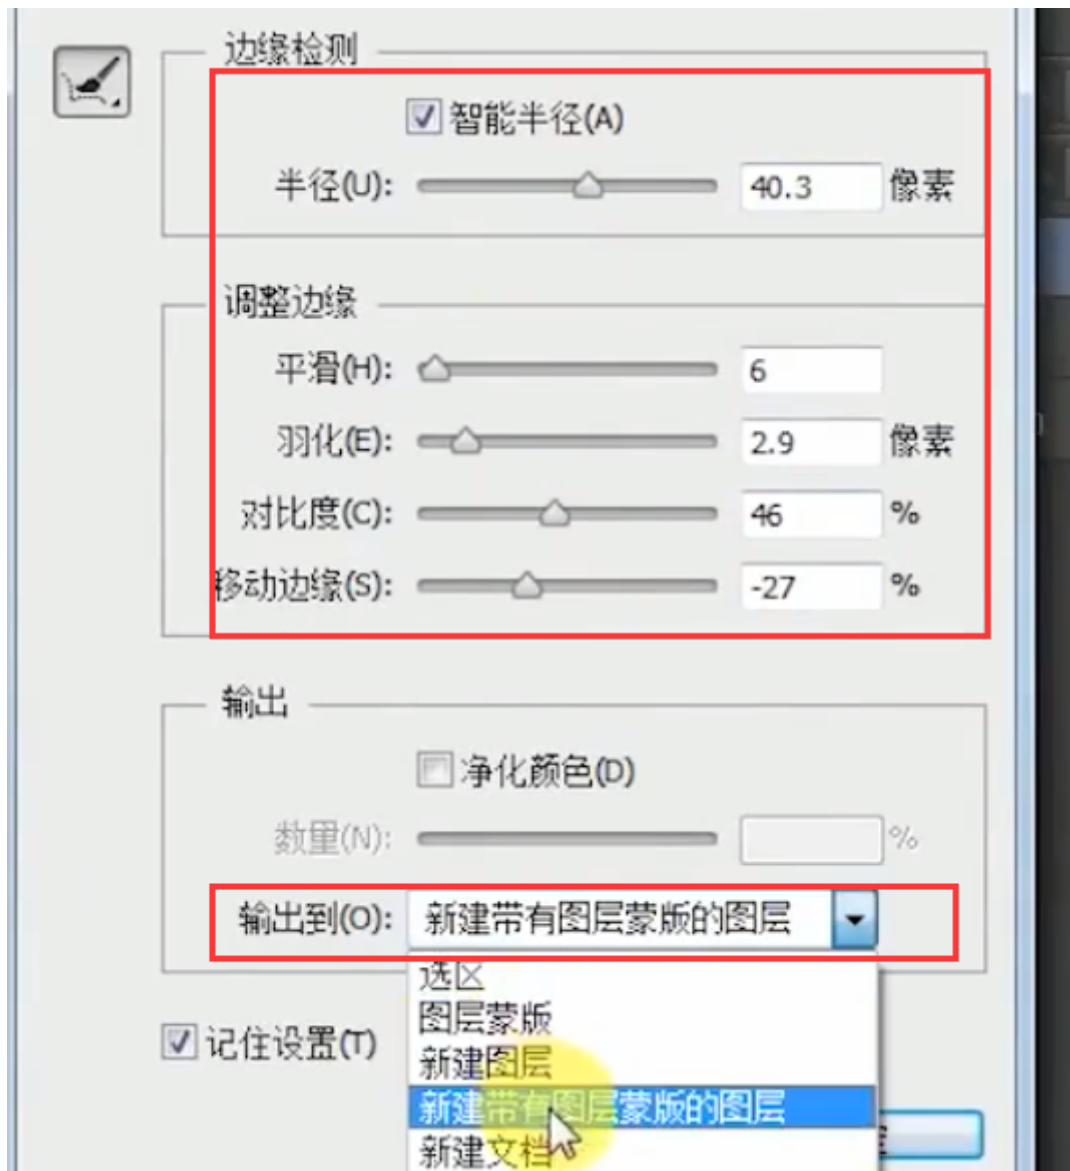 边缘检测
智能半径(A)
半径(U): 40.3 像素
调整边缘
平滑(H): 6
羽化(E): 2.9 像素
对比度(C): 46 %
移动边缘(S): -27 %
输出
净化颜色(D)
数里(N): %
输出到(O): 新建带有图层蒙版的图层
选区
图层蒙版
记住设置(T)
新建图层
新建带有图层蒙版的图层
新建文档